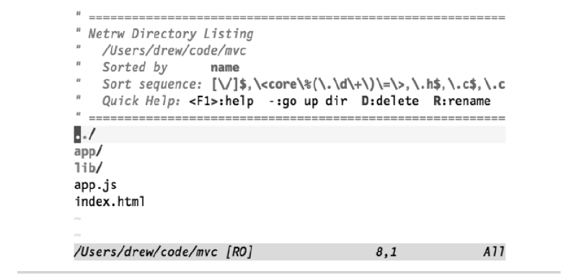 " ============================================================
" Netrw Directory Listing
"   /Users/drew/code/mvc
"   Sorted by      name
"   Sort sequence: [\/]$,\<core\%(\.\d\+\)\=\>,\.h$,\.c$,\.c
"   Quick Help: <F1>:help  -:go up dir  D:delete  R:rename
" ============================================================
../
app/
lib/
app.js
index.html
~
~
/Users/drew/code/mvc [RO]                 8,1            All